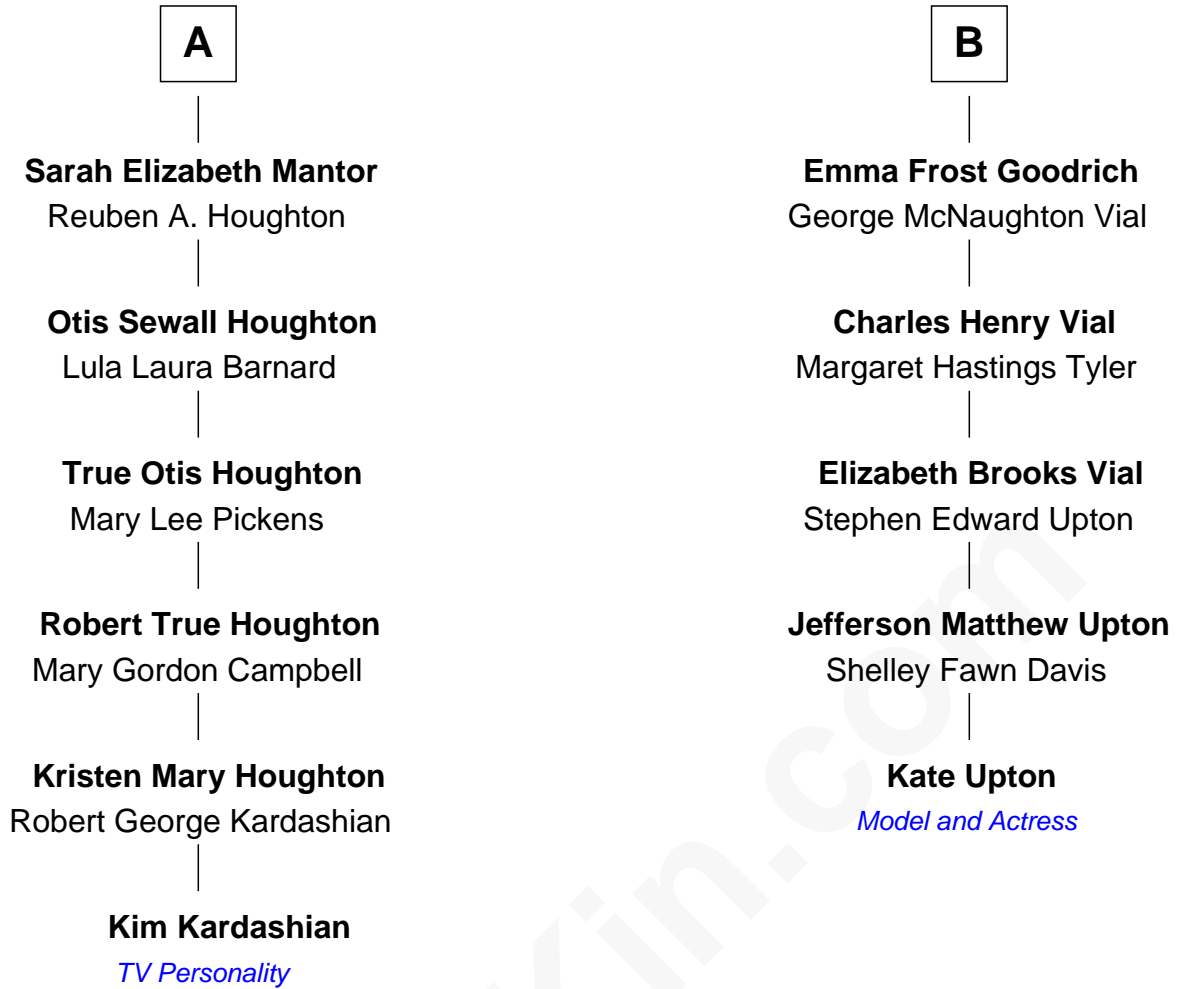 A
Sarah Elizabeth Mantor
Reuben A. Houghton
Otis Sewall Houghton
Lula Laura Barnard
True Otis Houghton
Mary Lee Pickens
Robert True Houghton
Mary Gordon Campbell
Kristen Mary Houghton
Robert George Kardashian
Kim Kardashian
TV Personality
B
Emma Frost Goodrich
George McNaughton Vial
Charles Henry Vial
Margaret Hastings Tyler
Elizabeth Brooks Vial
Stephen Edward Upton
Jefferson Matthew Upton
Shelley Fawn Davis
Kate Upton
Model and Actress
Kin.com